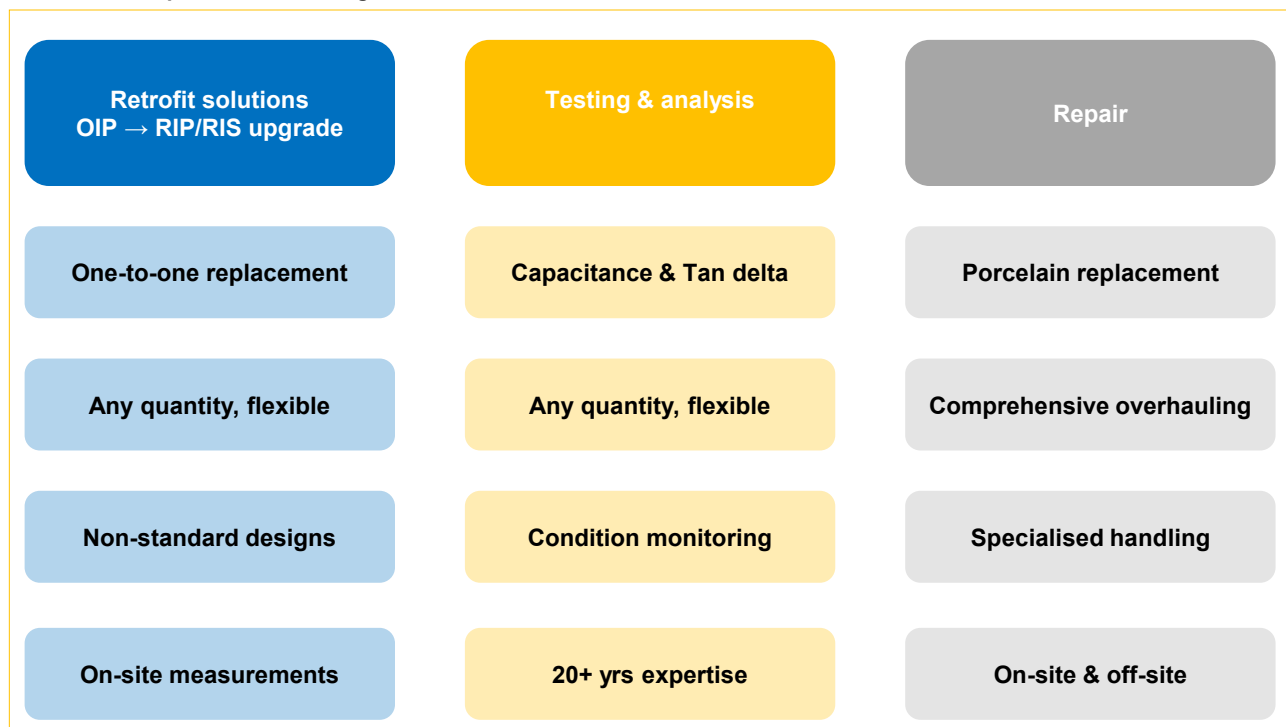 Retrofit solutions
OIP → RIP/RIS upgrade
One-to-one replacement
Any quantity, flexible
Non-standard designs
On-site measurements
Testing & analysis
Capacitance & Tan delta
Any quantity, flexible
Condition monitoring
20+ yrs expertise
Repair
Porcelain replacement
Comprehensive overhauling
Specialised handling
On-site & off-site